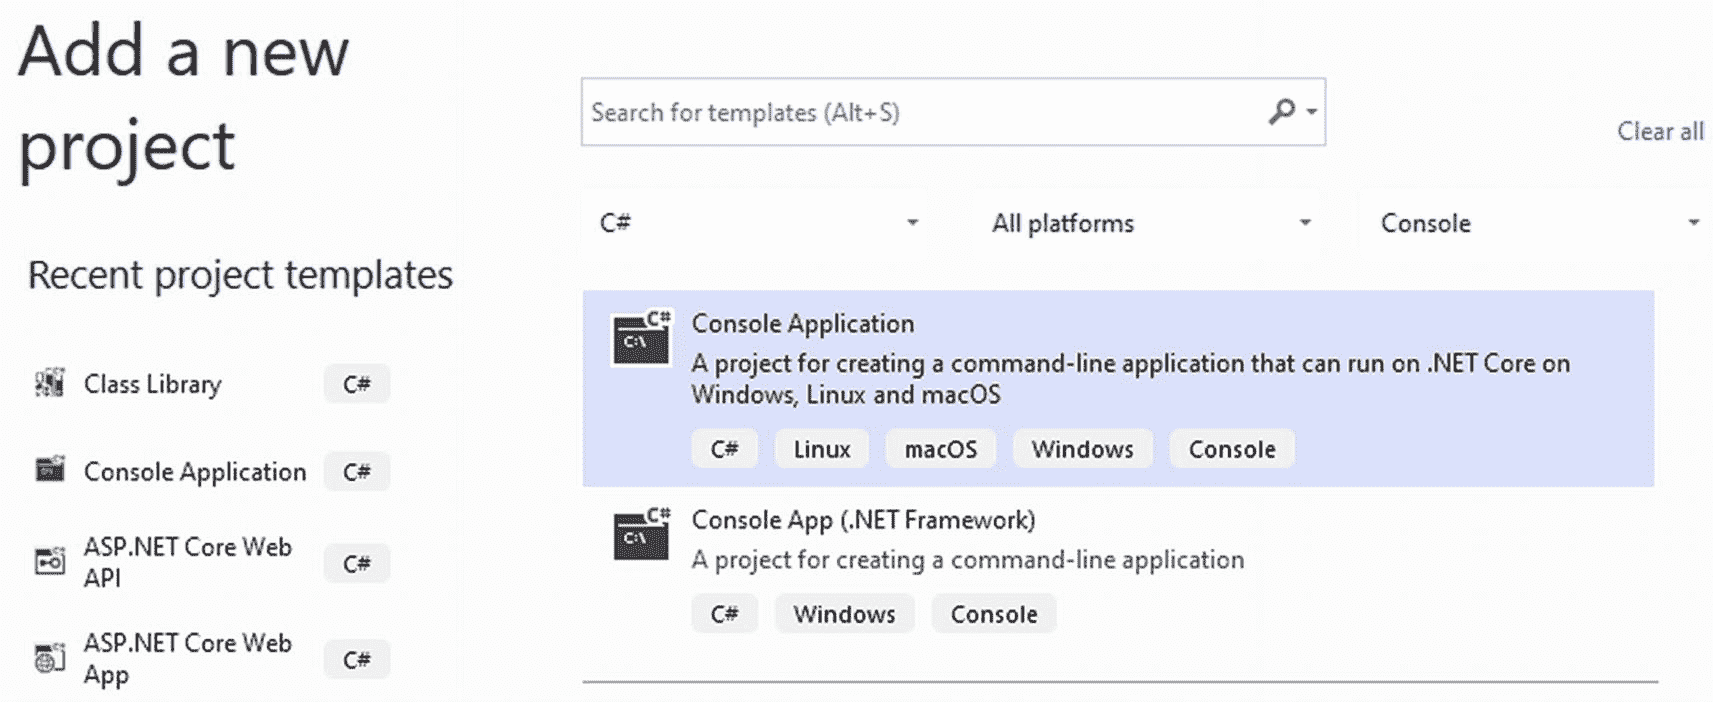 Add a new
project
Search for templates (Alt+S)
Clear all
C#
All platforms
Console
Recent project templates
Class Library
C#
Console Application
C#
ASP.NET Core Web
API
C#
ASP.NET Core Web
App
C#
C#
C:\
Console Application
A project for creating a command-line application that can run on .NET Core on
Windows, Linux and macOS
C#
Linux
macOS
Windows
Console
C#
C:\
Console App (.NET Framework)
A project for creating a command-line application
C#
Windows
Console